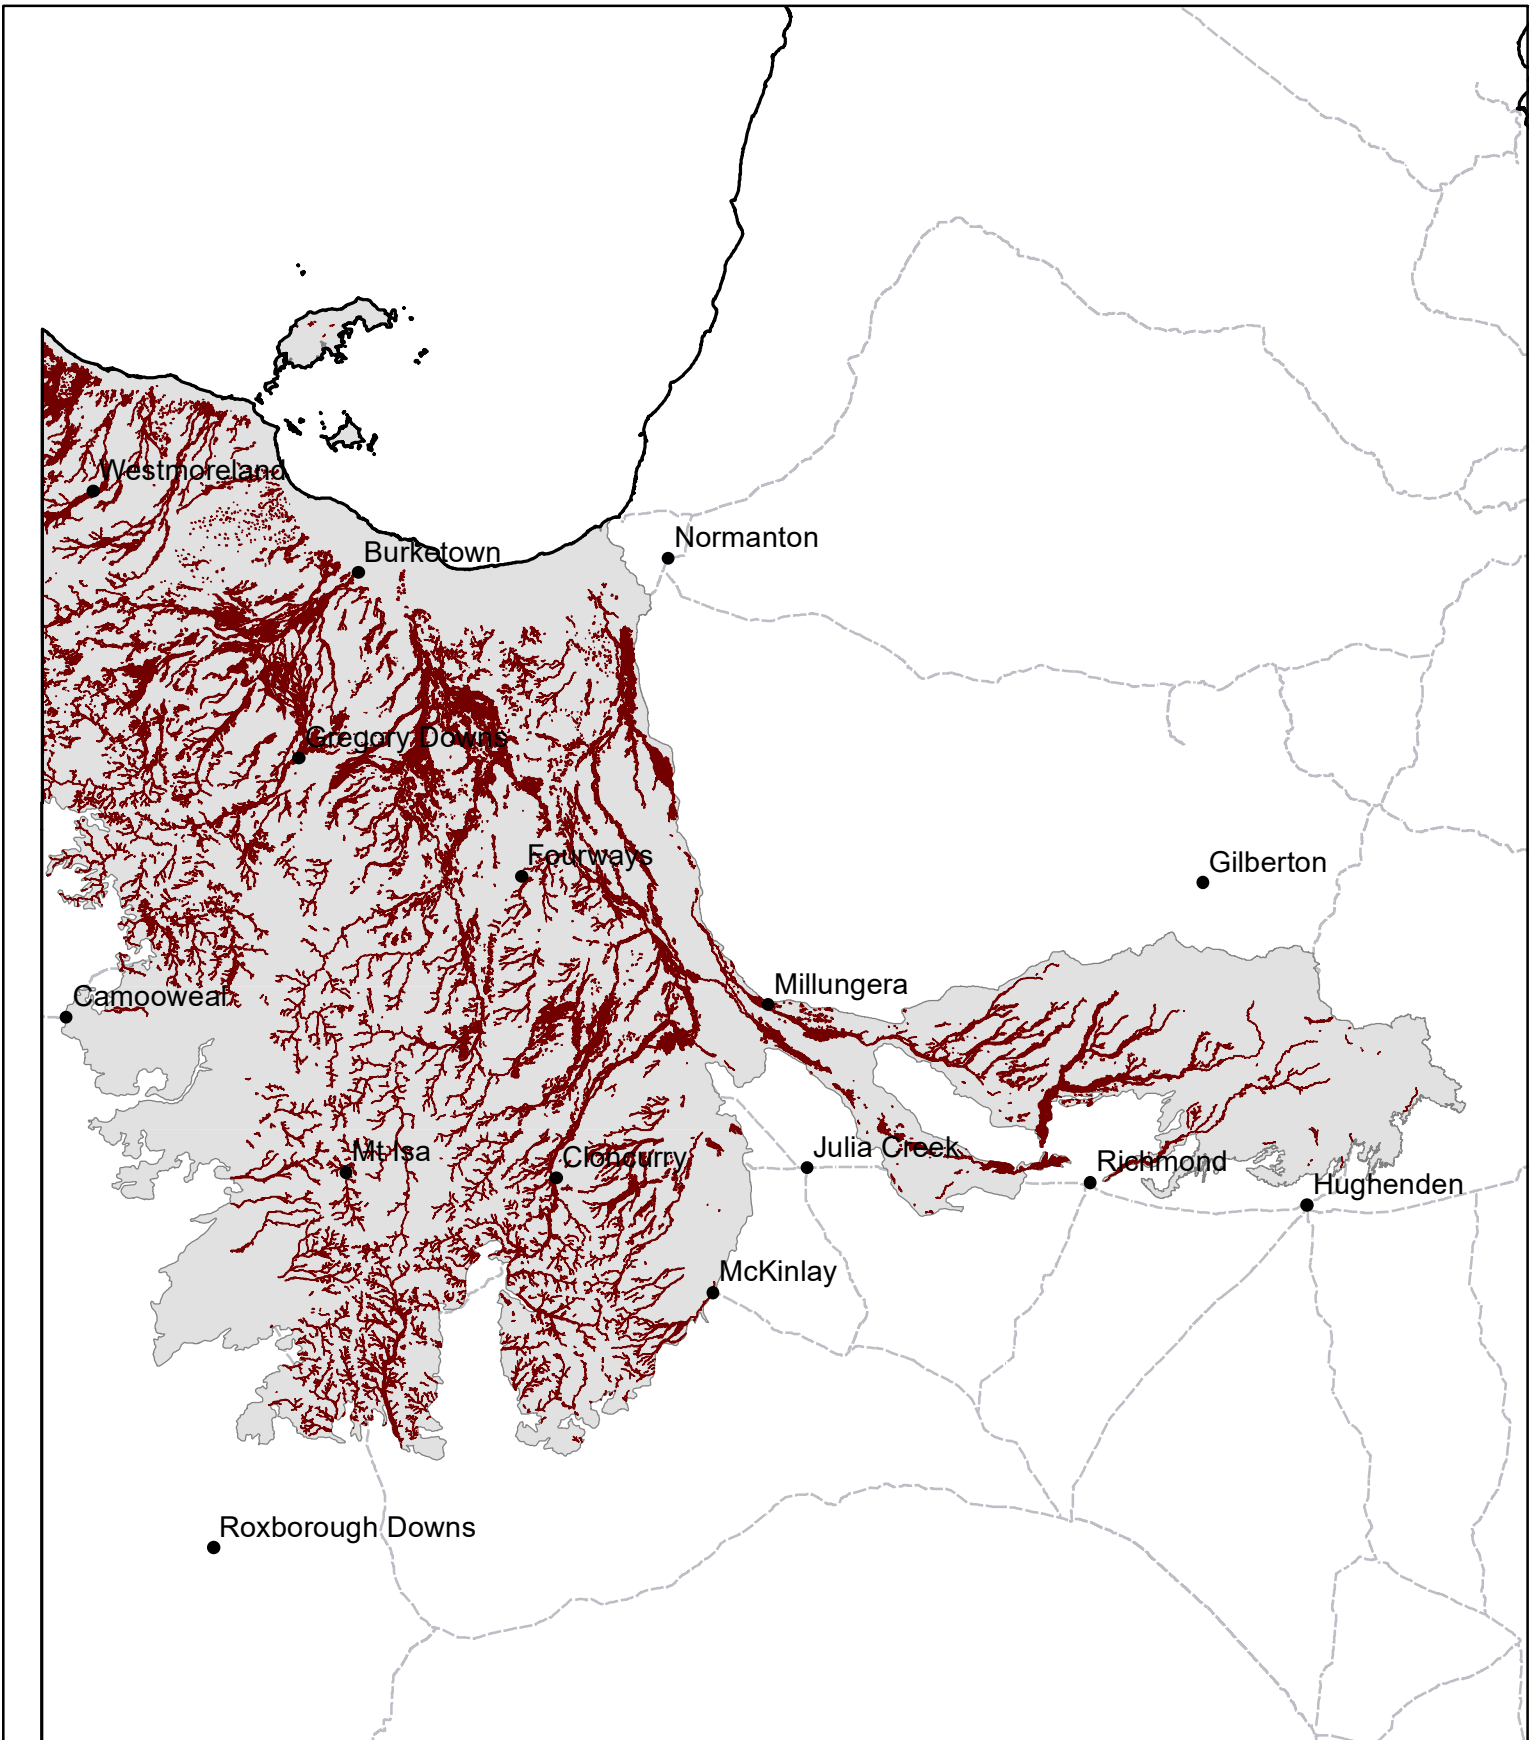 Westmoreland
Normanton
Burketown
Gregory Downs
Fourways
Gilberton
Millungera
Camooweal
Julia Creek
Mt Isa
Cloncurry
Richmond
Hughenden
McKinlay
Roxborough Downs